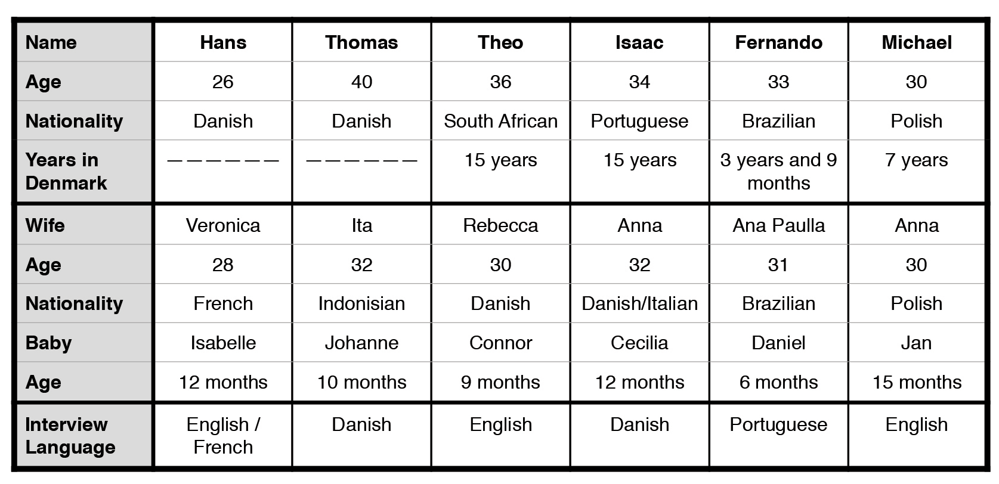 Name Hans Thomas Theo Isaac Fernando Michael
Age 26 40 36 34 33 30
Nationality Danish Danish South African Portuguese Brazilian Polish
Years in —————— —————— 15 years 15 years 3 years and 9 7 years
Denmark months
Wife Veronica Ita Rebecca Anna Ana Paulla Anna
Age 28 32 30 32 31 30
Nationality French Indonisian Danish Danish/Italian Brazilian Polish
Baby Isabelle Johanne Connor Cecilia Daniel Jan
Age 12 months 10 months 9 months 12 months 6 months 15 months
Interview English / Danish English Danish Portuguese English
Language French